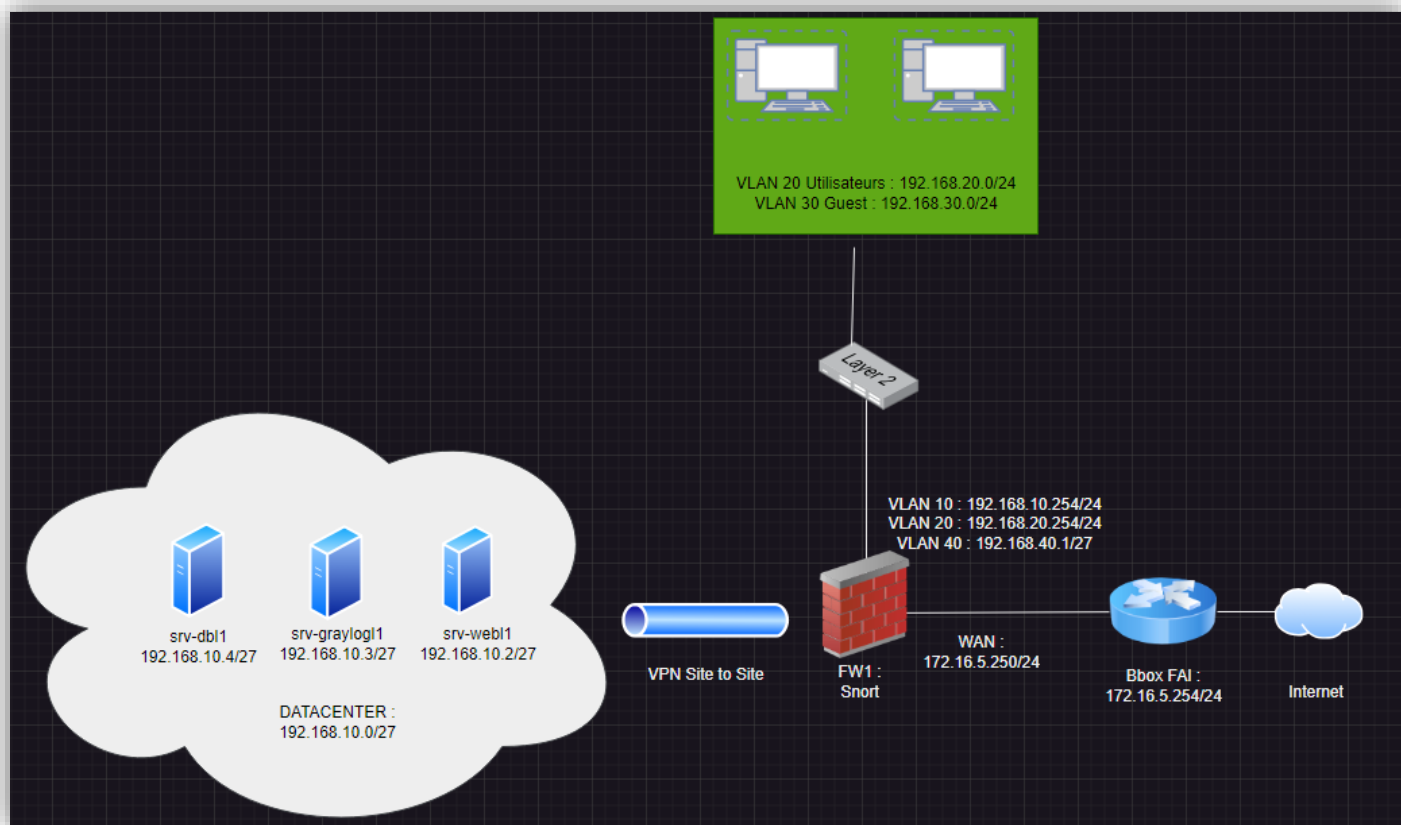 VLAN 20 Utilisateurs : 192.168.20.0/24
VLAN 30 Guest : 192.168.30.0/24
Layer 2
VLAN 10 : 192.168.10.254/24
VLAN 20 : 192.168.20.254/24
VLAN 40 : 192.168.40.1/27
srv-dbl1
192.168.10.4/27
srv-graylogl1
192.168.10.3/27
srv-webl1
192.168.10.2/27
DATACENTER :
192.168.10.0/27
VPN Site to Site
FW1 :
Snort
WAN :
172.16.5.250/24
Bbox FAI :
172.16.5.254/24
Internet